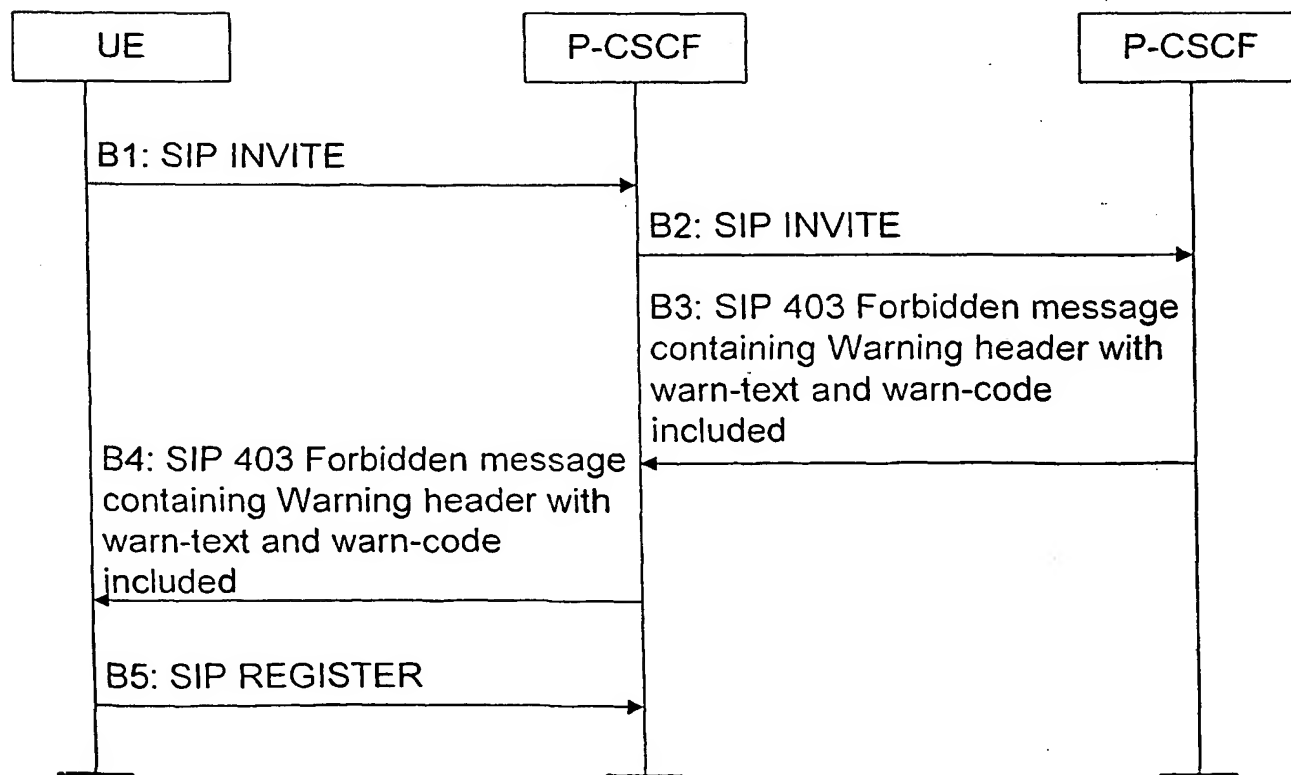 UE
P-CSCF
P-CSCF
B1: SIP INVITE
B2: SIP INVITE
B3: SIP 403 Forbidden message
containing Warning header with
warn-text and warn-code
included
B4: SIP 403 Forbidden message
containing Warning header with
warn-text and warn-code
included
B5: SIP REGISTER